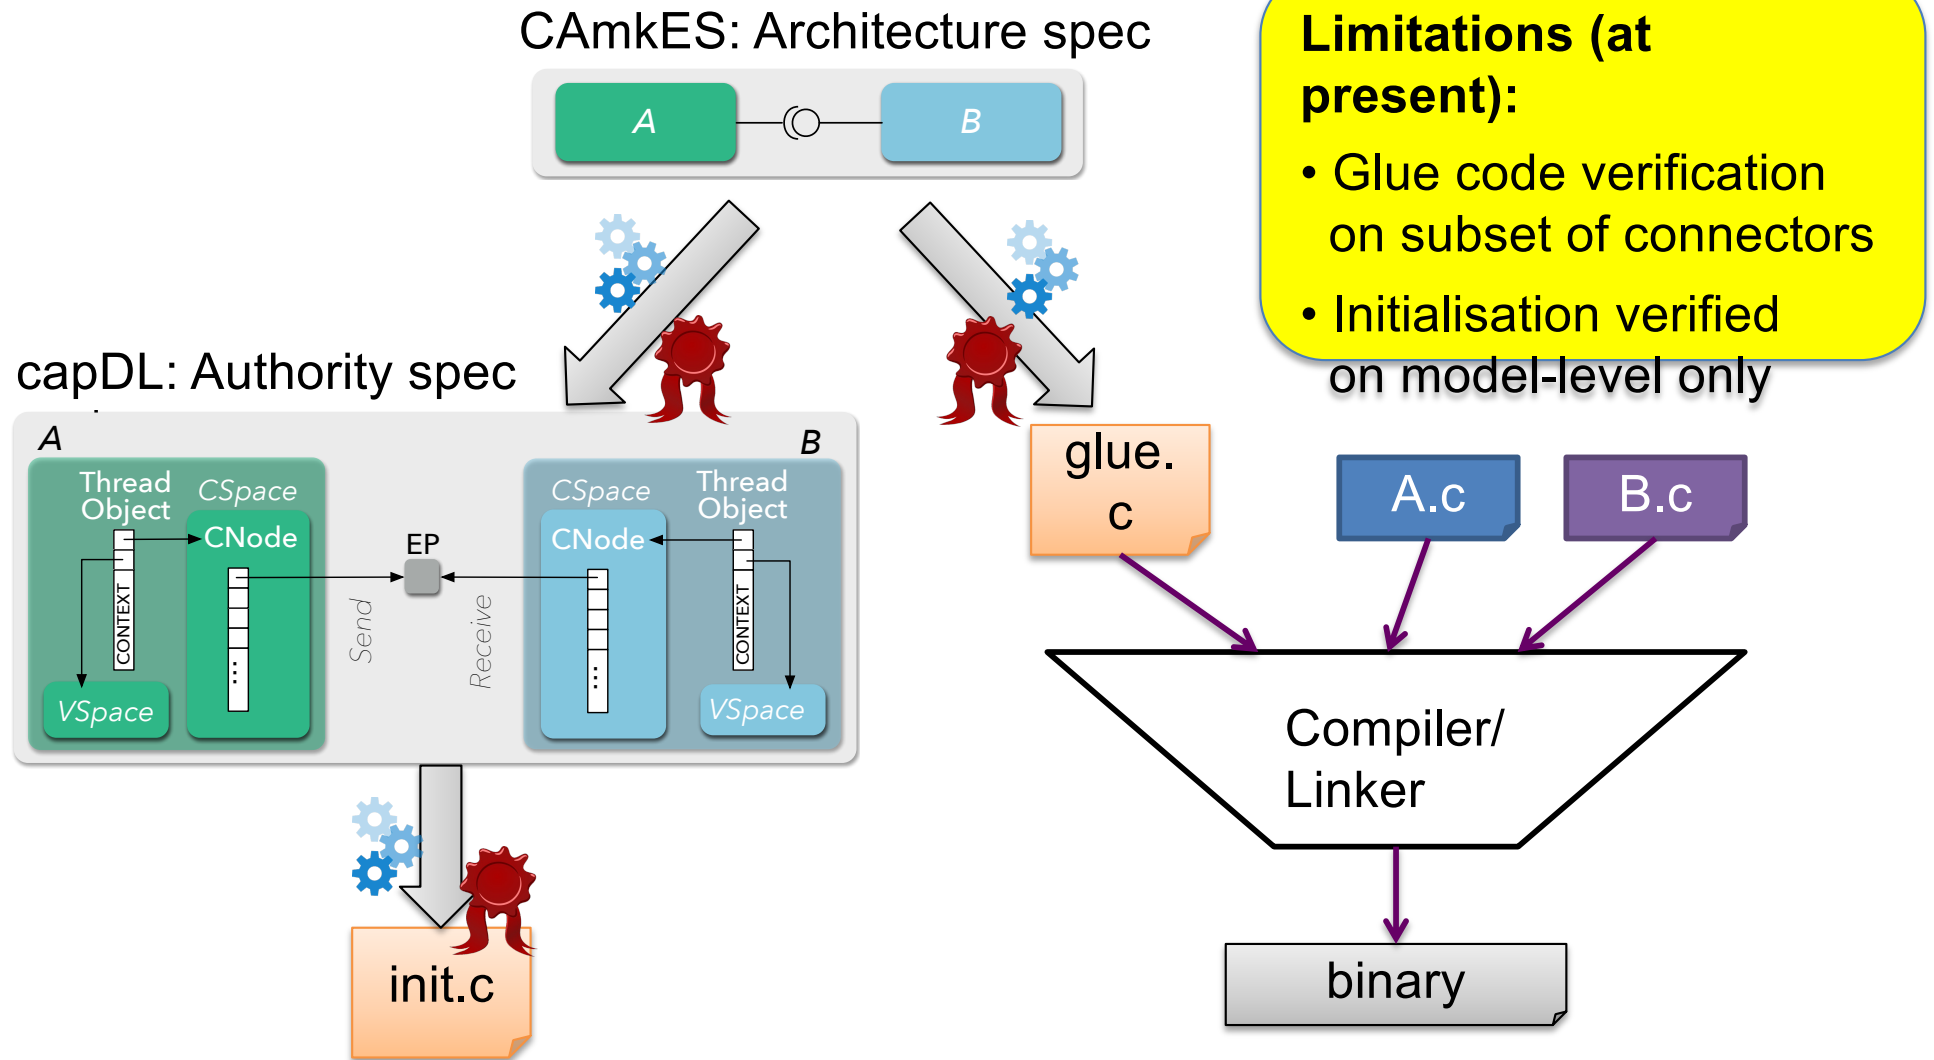 CAmkES: Architecture spec
A
B
Limitations (at
present):
• Glue code verification
on subset of connectors
• Initialisation verified
on model-level only
capDL: Authority spec
A
B
Thread
Object
CSpace
CNode
CONTEXT
VSpace
EP
Send
Receive
CSpace
CNode
Thread
Object
CONTEXT
VSpace
glue.
c
A.c
B.c
Compiler/
Linker
binary
init.c